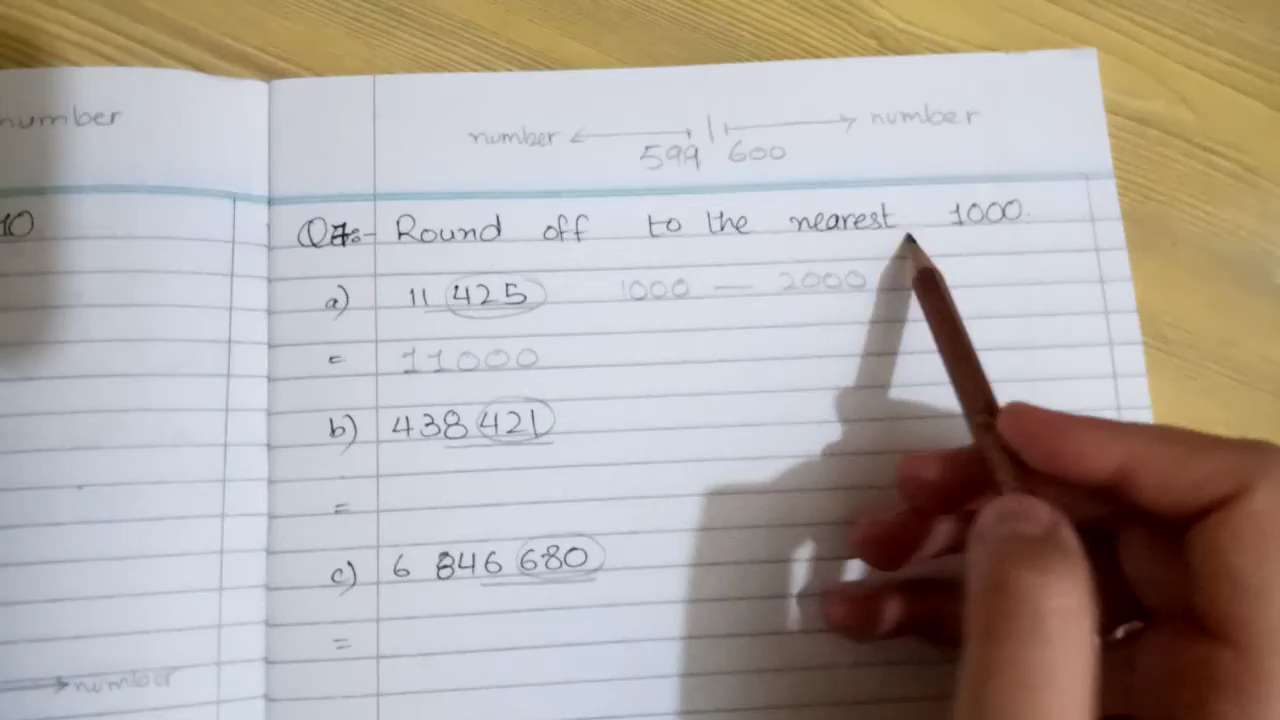 number
number ← | → number
599 600
10
Q7:- Round off to the nearest 1000.
a) 11 425 1000 — 2000
= 11000
b) 438 421
=
c) 6 846 680
=
→ number